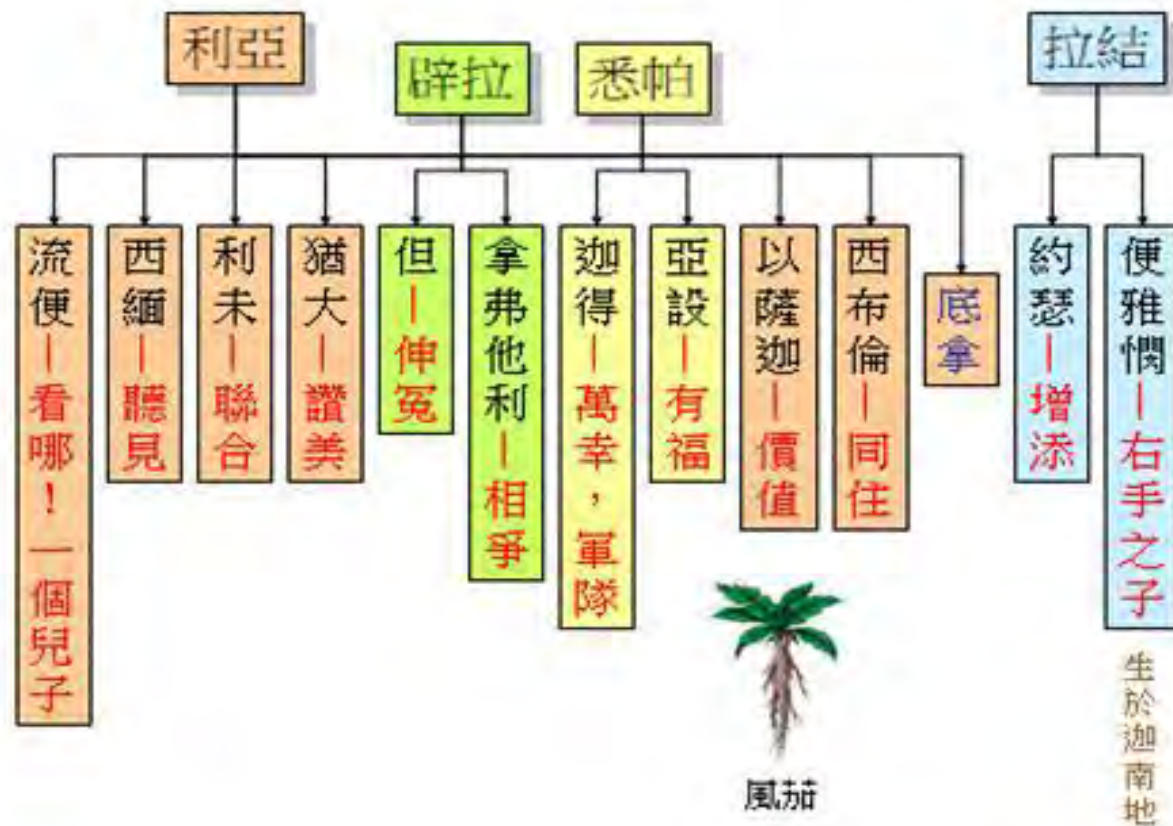 利亞
辟拉
悉帕
拉結
流便－看哪！一個兒子
西緬－聽見
利未－聯合
猶大－讚美
但－伸冤
拿弗他利－相爭
迦得－萬幸，軍隊
亞設－有福
以薩迦－價值
西布倫－同住
底拿
約瑟－增添
便雅憫－右手之子
風茄
生於迦南地